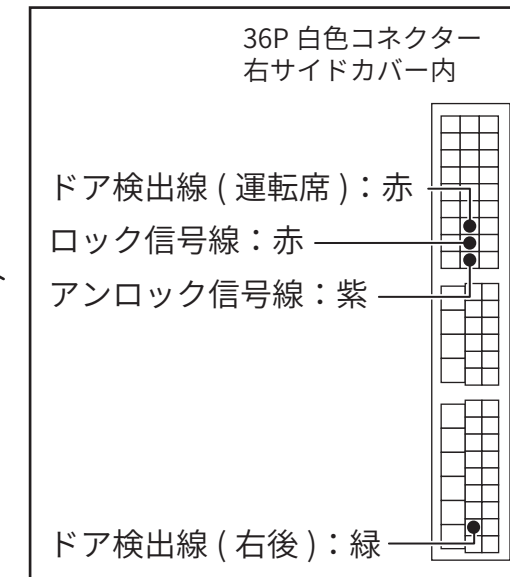 36P 白色コネクター
右サイドカバー内
ドア検出線 ( 運転席 )：赤
ロック信号線：赤
アンロック信号線：紫
ドア検出線 ( 右後 )：緑